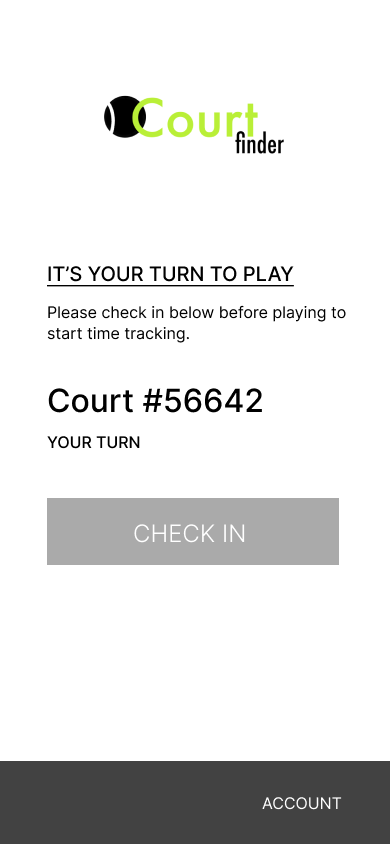 Court
finder
IT’S YOUR TURN TO PLAY
Please check in below before playing to
start time tracking.
Court #56642
YOUR TURN
CHECK IN
ACCOUNT